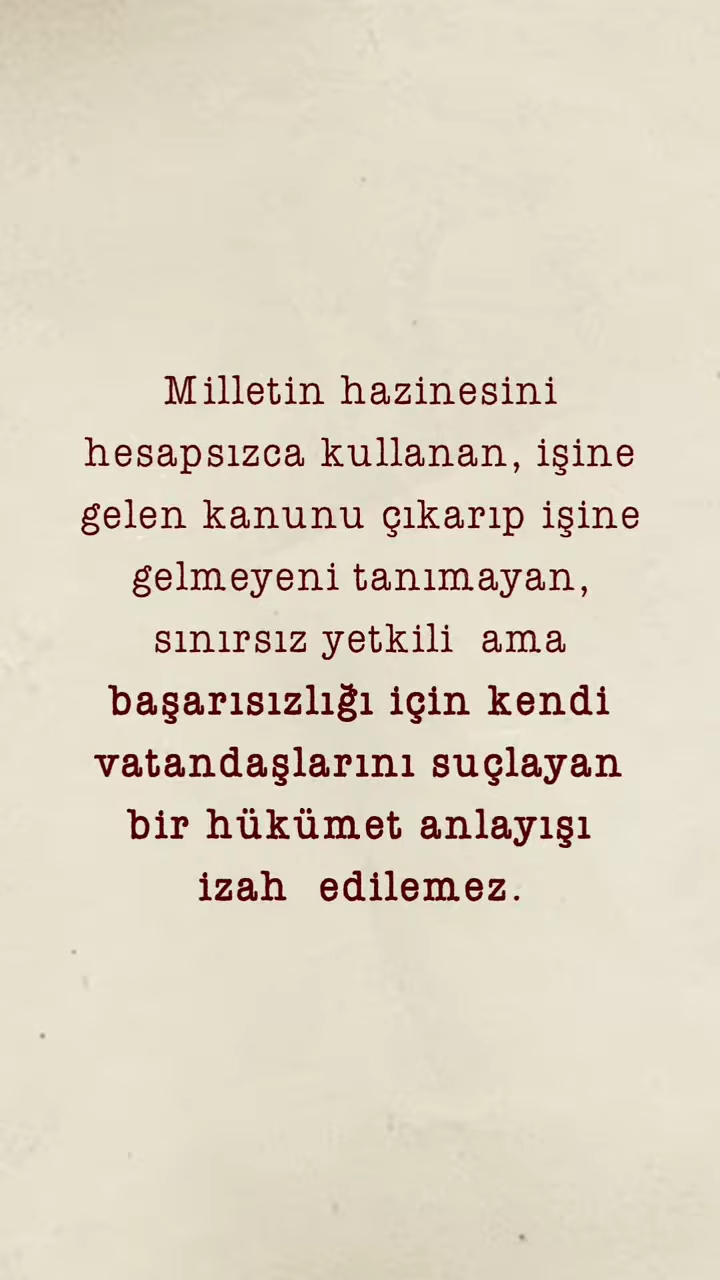 Milletin hazinesini
hesapsızca kullanan, işine
gelen kanunu çıkarıp işine
gelmeyeni tanımayan,
sınırsız yetkili ama
başarısızlığı için kendi
vatandaşlarını suçlayan
bir hükümet anlayışı
izah edilemez.